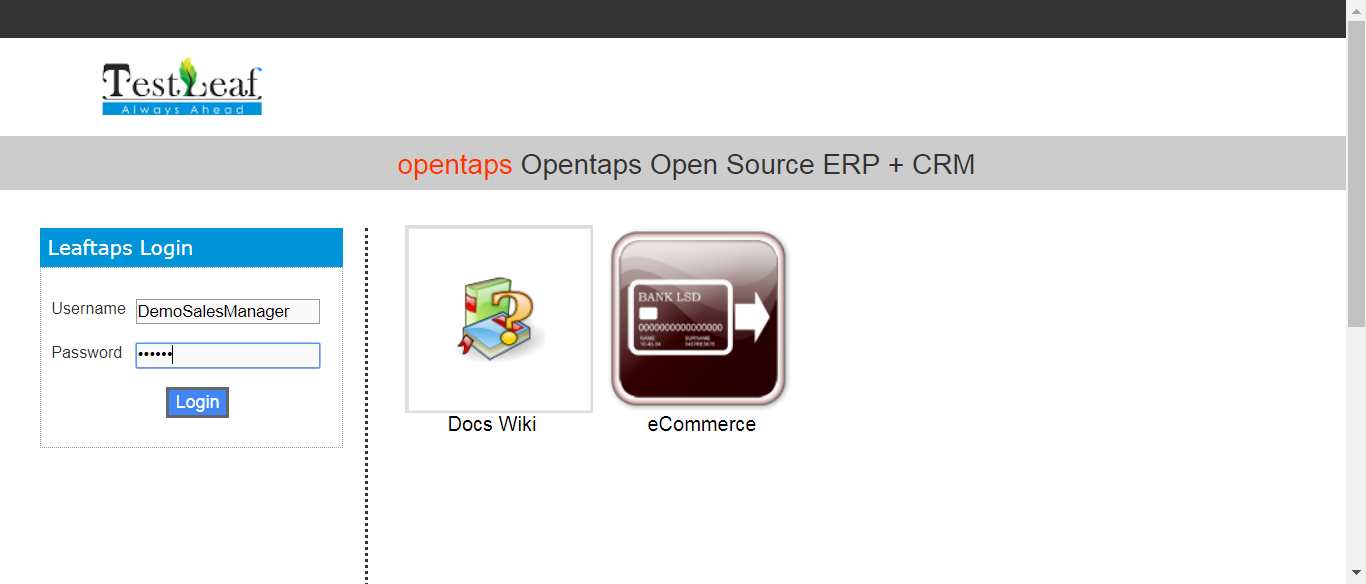 TestLeaf
Always Ahead
opentaps Opentaps Open Source ERP + CRM
Leaftaps Login
Username DemoSalesManager
Password ••••••
Login
BANK LSD
0000000000000000
NAME SURNAME
Docs Wiki
eCommerce